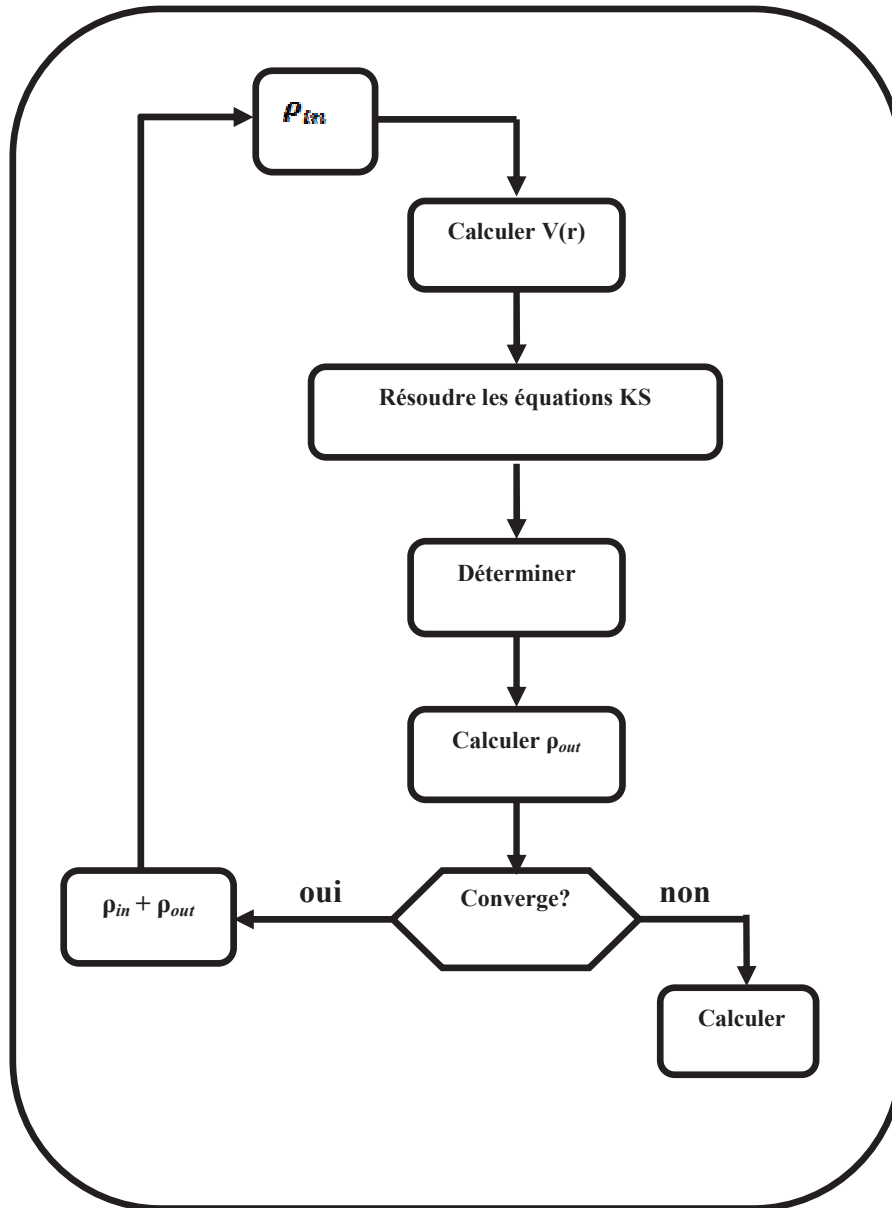 ρin
Calculer V(r)
Résoudre les équations KS
Déterminer
Calculer ρout
Converge?
oui
non
ρin + ρout
Calculer